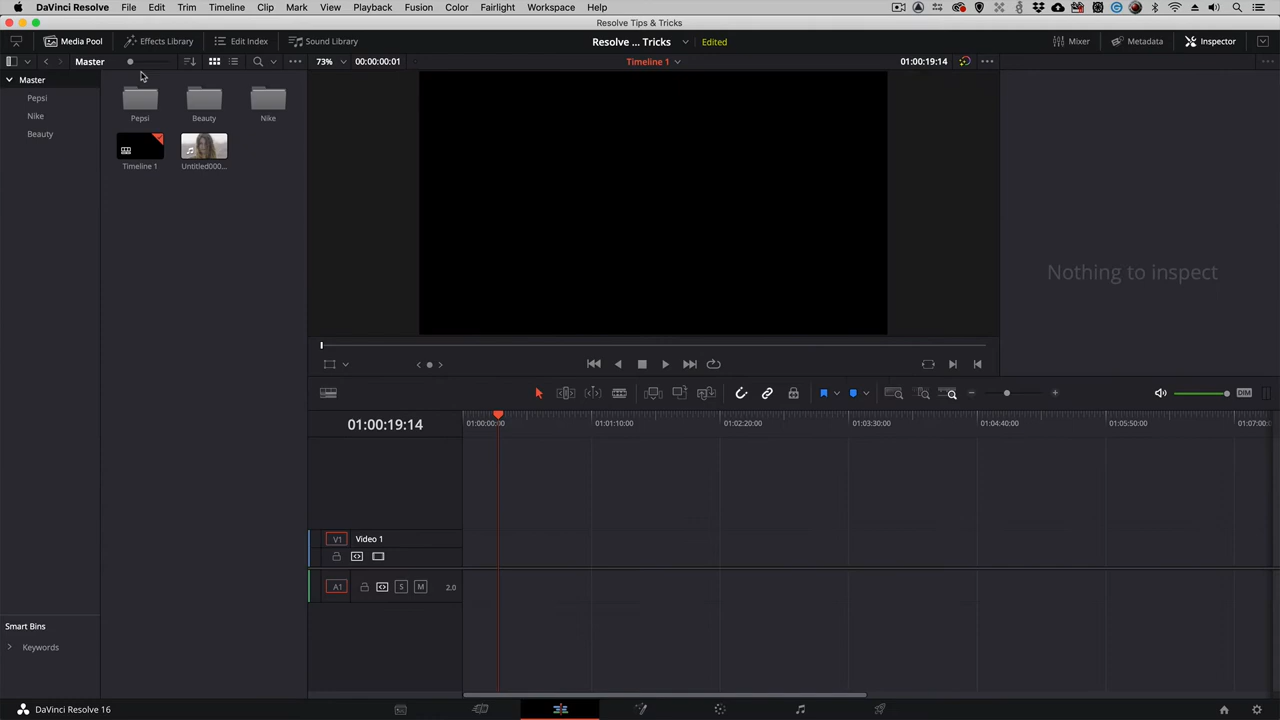 DaVinci Resolve File Edit Trim Timeline Clip Mark View Playback Fusion Color Fairlight Workspace Help
Resolve Tips & Tricks
Media Pool Effects Library Edit Index Sound Library Resolve ... Tricks Edited Mixer Metadata Inspector
Master 73% 00:00:00:01 Timeline 1 01:00:19:14
Master
Pepsi
Nike
Beauty
Pepsi Beauty Nike
Timeline 1 Untitled000...
Nothing to inspect
DIM
01:00:19:14 01:00:00:00 01:01:10:00 01:02:20:00 01:03:30:00 01:04:40:00 01:05:50:00 01:07:00:0
V1 Video 1
A1 S M 2.0
Smart Bins
Keywords
DaVinci Resolve 16